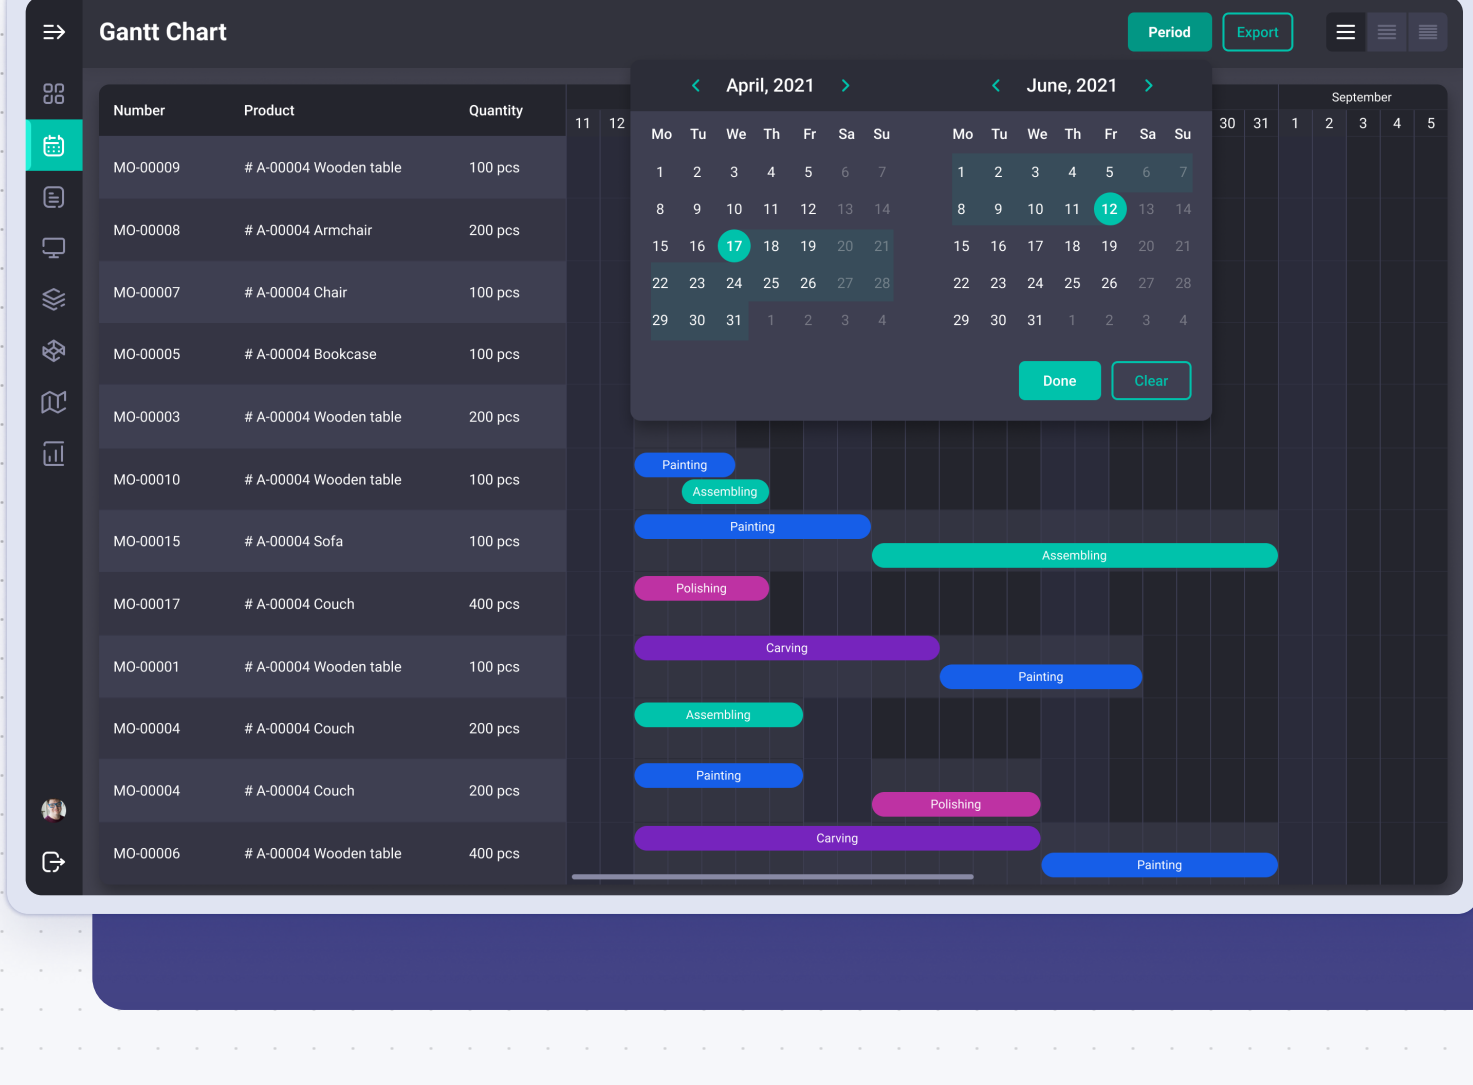 Gantt Chart
Period
Export
April, 2021
June, 2021
Mo Tu We Th Fr Sa Su
1 2 3 4 5 6 7
8 9 10 11 12 13 14
15 16 17 18 19 20 21
22 23 24 25 26 27 28
29 30 31 1 2 3 4
Mo Tu We Th Fr Sa Su
1 2 3 4 5 6 7
8 9 10 11 12 13 14
15 16 17 18 19 20 21
22 23 24 25 26 27 28
29 30 31 1 2 3 4
Done
Clear
September
Number Product Quantity
11 12
30 31 1 2 3 4 5
MO-00009 # A-00004 Wooden table 100 pcs
MO-00008 # A-00004 Armchair 200 pcs
MO-00007 # A-00004 Chair 100 pcs
MO-00005 # A-00004 Bookcase 100 pcs
MO-00003 # A-00004 Wooden table 200 pcs
Painting
MO-00010 # A-00004 Wooden table 100 pcs
Assembling
Painting
MO-00015 # A-00004 Sofa 100 pcs
Assembling
Polishing
MO-00017 # A-00004 Couch 400 pcs
Carving
MO-00001 # A-00004 Wooden table 100 pcs
Painting
Assembling
MO-00004 # A-00004 Couch 200 pcs
Painting
MO-00004 # A-00004 Couch 200 pcs
Polishing
Carving
MO-00006 # A-00004 Wooden table 400 pcs
Painting